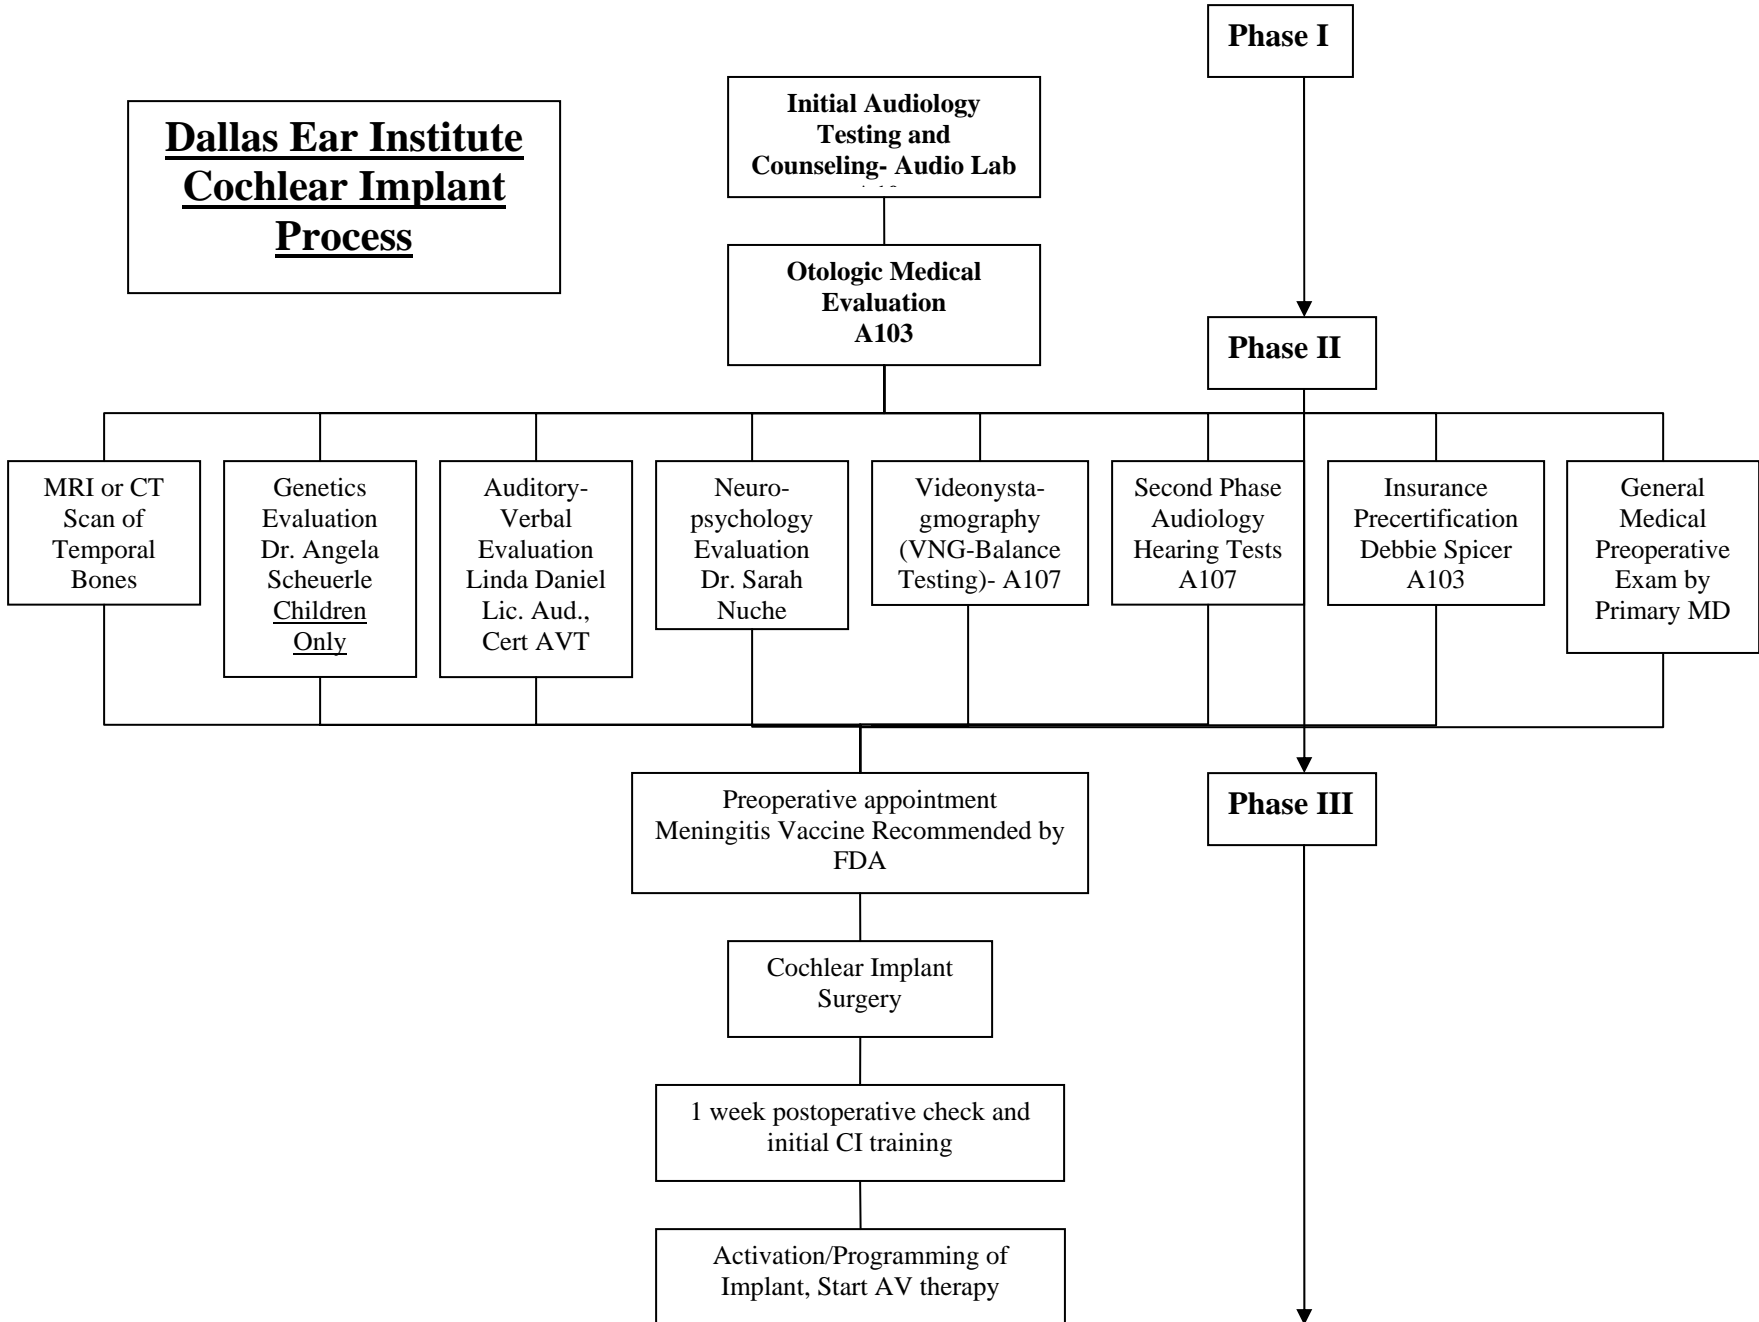 Phase I
Dallas Ear Institute
Cochlear Implant
Process
Initial Audiology
Testing and
Counseling- Audio Lab
Otologic Medical
Evaluation
A103
Phase II
MRI or CT
Scan of
Temporal
Bones
Genetics
Evaluation
Dr. Angela
Scheuerle
Children
Only
Auditory-
Verbal
Evaluation
Linda Daniel
Lic. Aud.,
Cert AVT
Neuro-
psychology
Evaluation
Dr. Sarah
Nuche
Videonysta-
gmography
(VNG-Balance
Testing)- A107
Second Phase
Audiology
Hearing Tests
A107
Insurance
Precertification
Debbie Spicer
A103
General
Medical
Preoperative
Exam by
Primary MD
Preoperative appointment
Meningitis Vaccine Recommended by
FDA
Phase III
Cochlear Implant
Surgery
1 week postoperative check and
initial CI training
Activation/Programming of
Implant, Start AV therapy